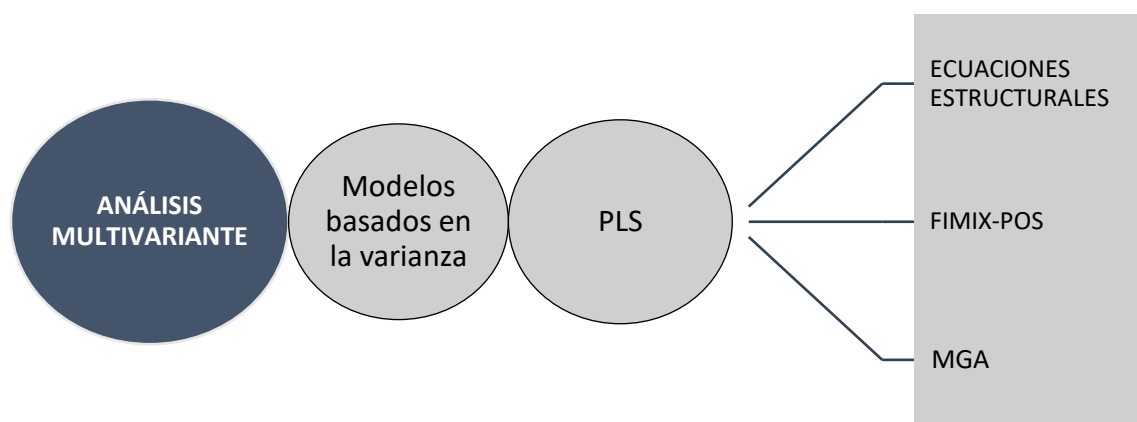 ANÁLISIS
MULTIVARIANTE
Modelos
basados en
la varianza
PLS
ECUACIONES
ESTRUCTURALES
FIMIX-POS
MGA